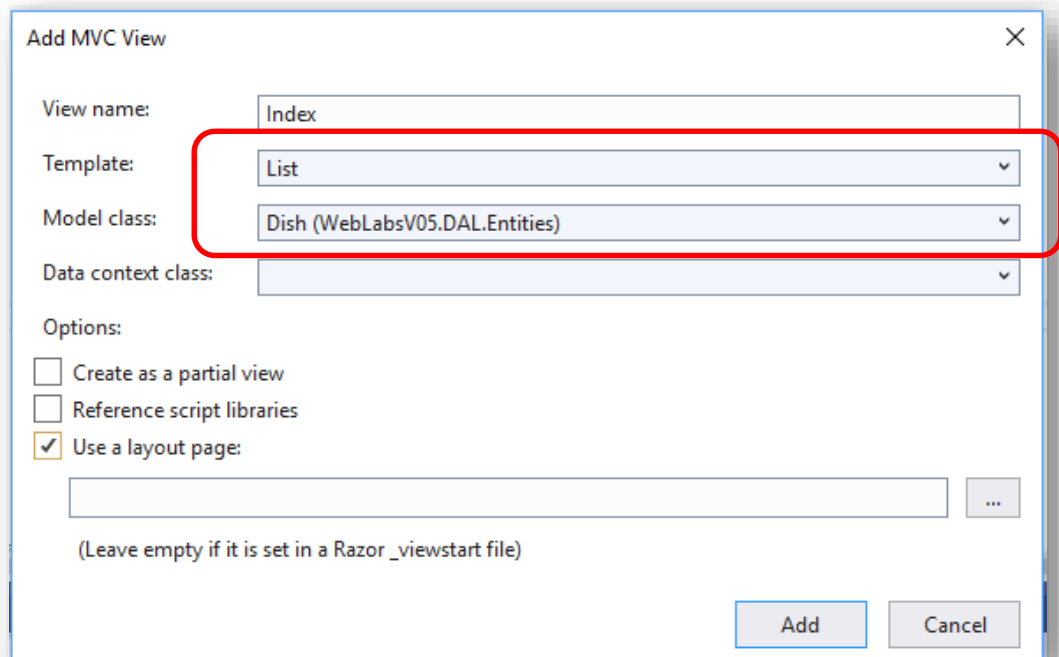 Add MVC View
View name: Index
Template: List
Model class: Dish (WebLabsV05.DAL.Entities)
Data context class:
Options:
Create as a partial view
Reference script libraries
Use a layout page:
...
(Leave empty if it is set in a Razor _viewstart file)
Add Cancel